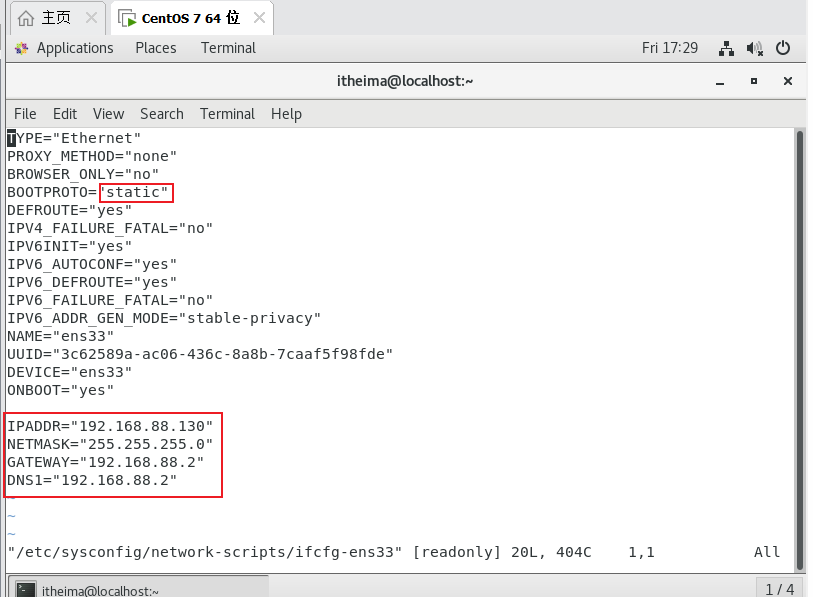 主页
CentOS 7 64 位
Applications Places Terminal Fri 17:29
itheima@localhost:~
File Edit View Search Terminal Help
TYPE="Ethernet"
PROXY_METHOD="none"
BROWSER_ONLY="no"
BOOTPROTO="static"
DEFROUTE="yes"
IPV4_FAILURE_FATAL="no"
IPV6INIT="yes"
IPV6_AUTOCONF="yes"
IPV6_DEFROUTE="yes"
IPV6_FAILURE_FATAL="no"
IPV6_ADDR_GEN_MODE="stable-privacy"
NAME="ens33"
UUID="3c62589a-ac06-436c-8a8b-7caaf5f98fde"
DEVICE="ens33"
ONBOOT="yes"
IPADDR="192.168.88.130"
NETMASK="255.255.255.0"
GATEWAY="192.168.88.2"
DNS1="192.168.88.2"
~
~
~
"/etc/sysconfig/network-scripts/ifcfg-ens33" [readonly] 20L, 404C 1,1 All
itheima@localhost:~ 1 / 4